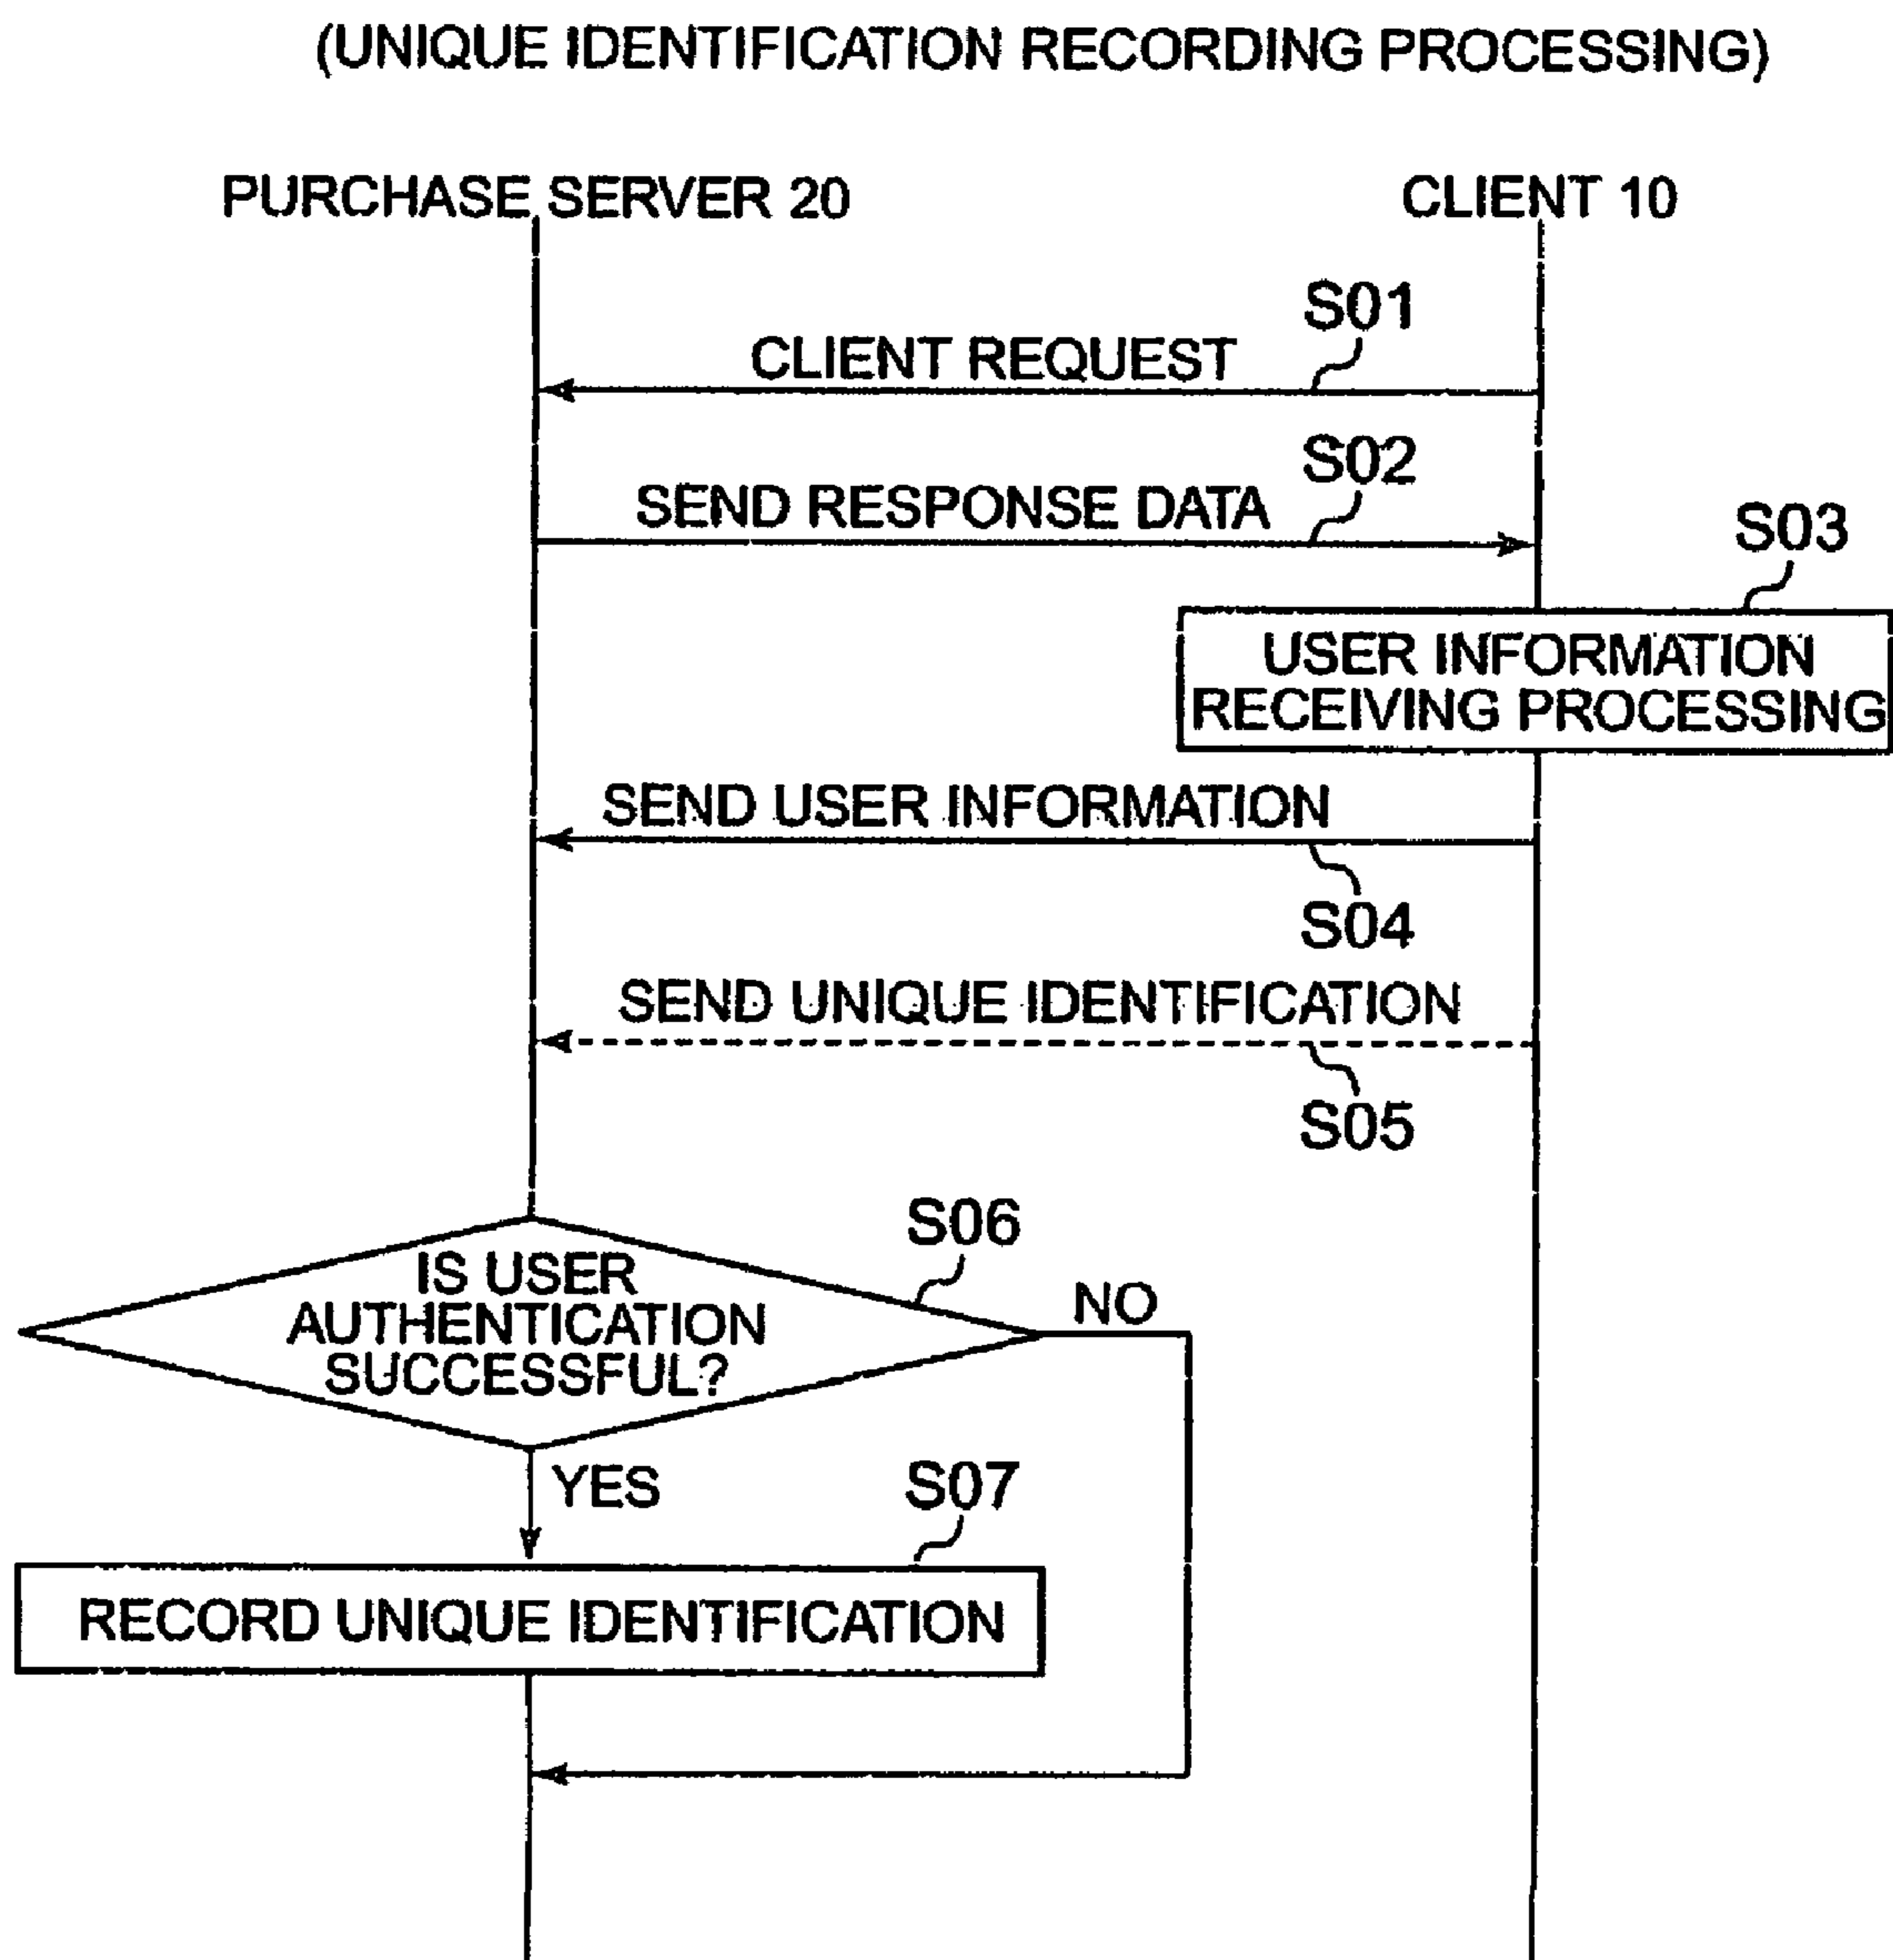 (UNIQUE IDENTIFICATION RECORDING PROCESSING)
PURCHASE SERVER 20
CLIENT 10
S01
CLIENT REQUEST
S02
SEND RESPONSE DATA
S03
USER INFORMATION
RECEIVING PROCESSING
SEND USER INFORMATION
S04
SEND UNIQUE IDENTIFICATION
S05
S06
IS USER
AUTHENTICATION
SUCCESSFUL?
NO
YES
S07
RECORD UNIQUE IDENTIFICATION